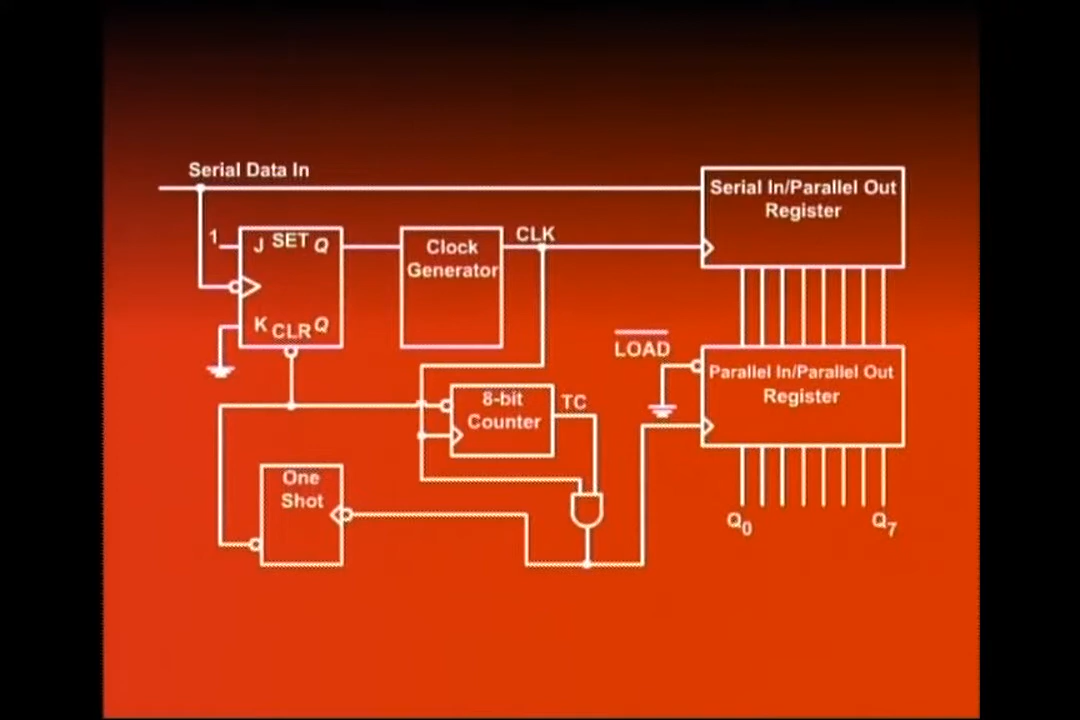 Serial Data In
Serial In/Parallel Out
Register
1
J SET Q
CLK
Clock
Generator
K CLR Q
LOAD
Parallel In/Parallel Out
Register
8-bit
Counter
TC
One
Shot
Q0
Q7